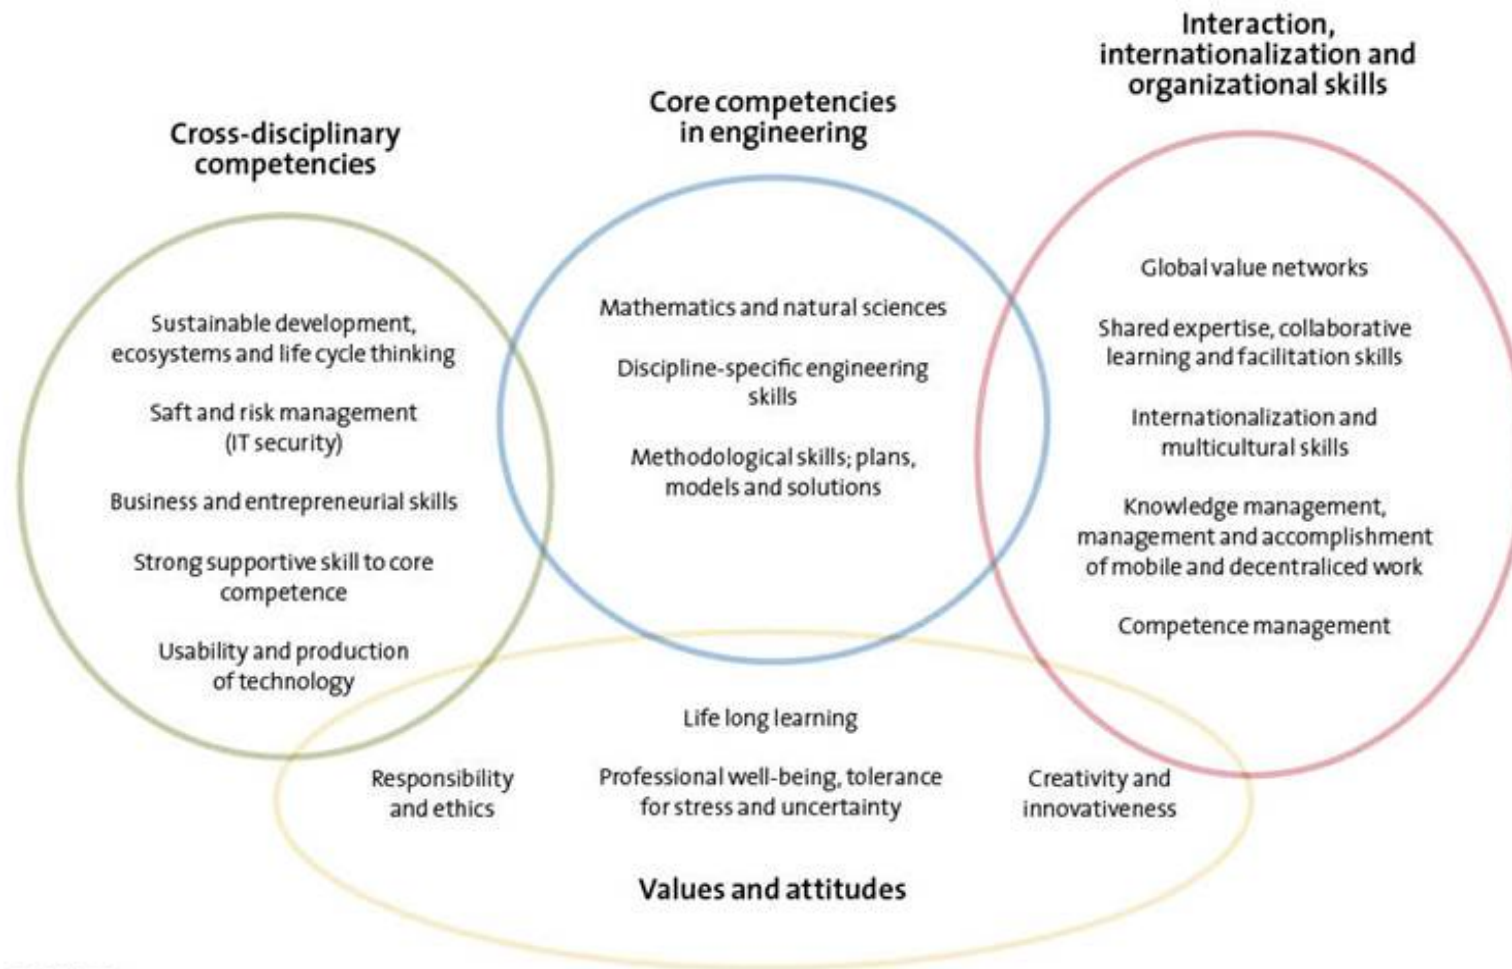 Interaction,
internationalization and
organizational skills
Core competencies
in engineering
Cross-disciplinary
competencies
Sustainable development,
ecosystems and life cycle thinking
Saft and risk management
(IT security)
Business and entrepreneurial skills
Strong supportive skill to core
competence
Usability and production
of technology
Mathematics and natural sciences
Discipline-specific engineering
skills
Methodological skills; plans,
models and solutions
Global value networks
Shared expertise, collaborative
learning and facilitation skills
Internationalization and
multicultural skills
Knowledge management,
management and accomplishment
of mobile and decentraliced work
Competence management
Life long learning
Responsibility
and ethics
Professional well-being, tolerance
for stress and uncertainty
Creativity and
innovativeness
Values and attitudes